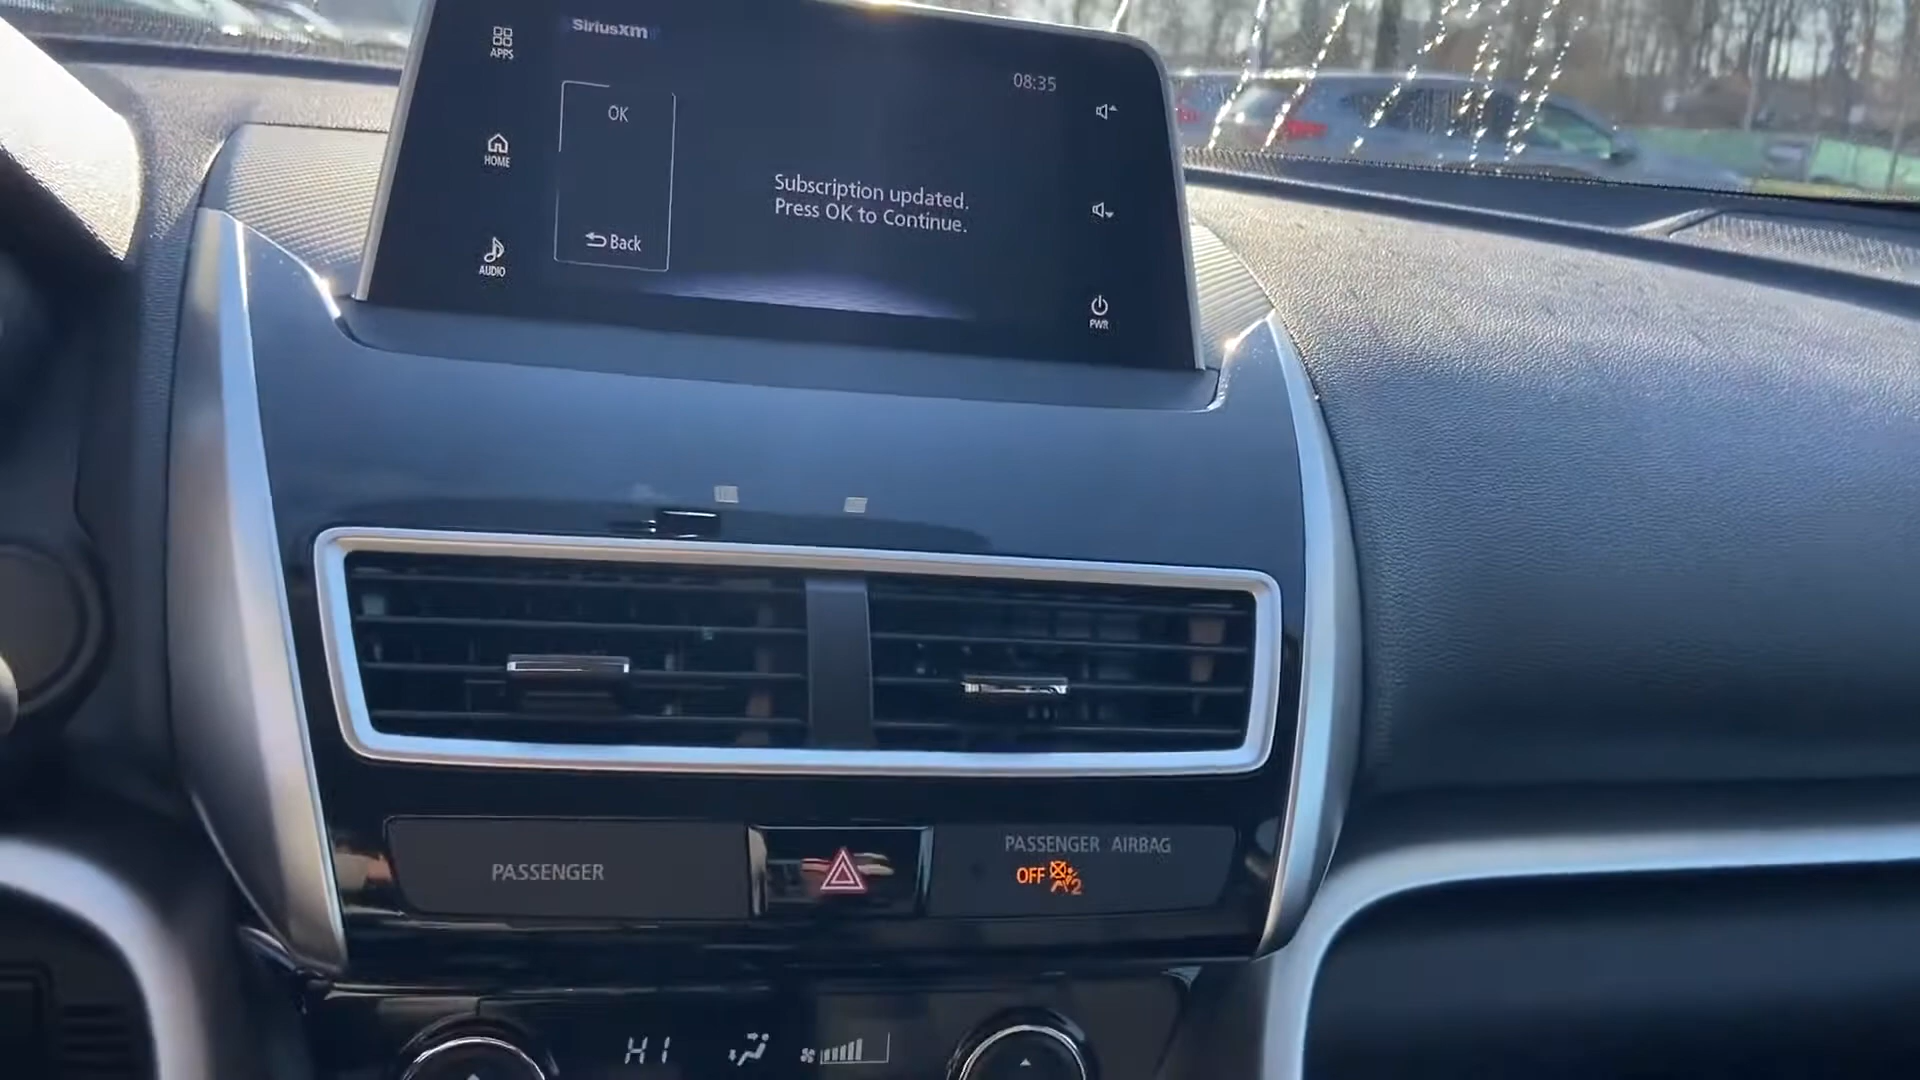 SiriusXM
APPS
08:35
OK
HOME
Subscription updated.
Press OK to Continue.
Back
AUDIO
PWR
PASSENGER
PASSENGER AIRBAG
OFF
2
HI